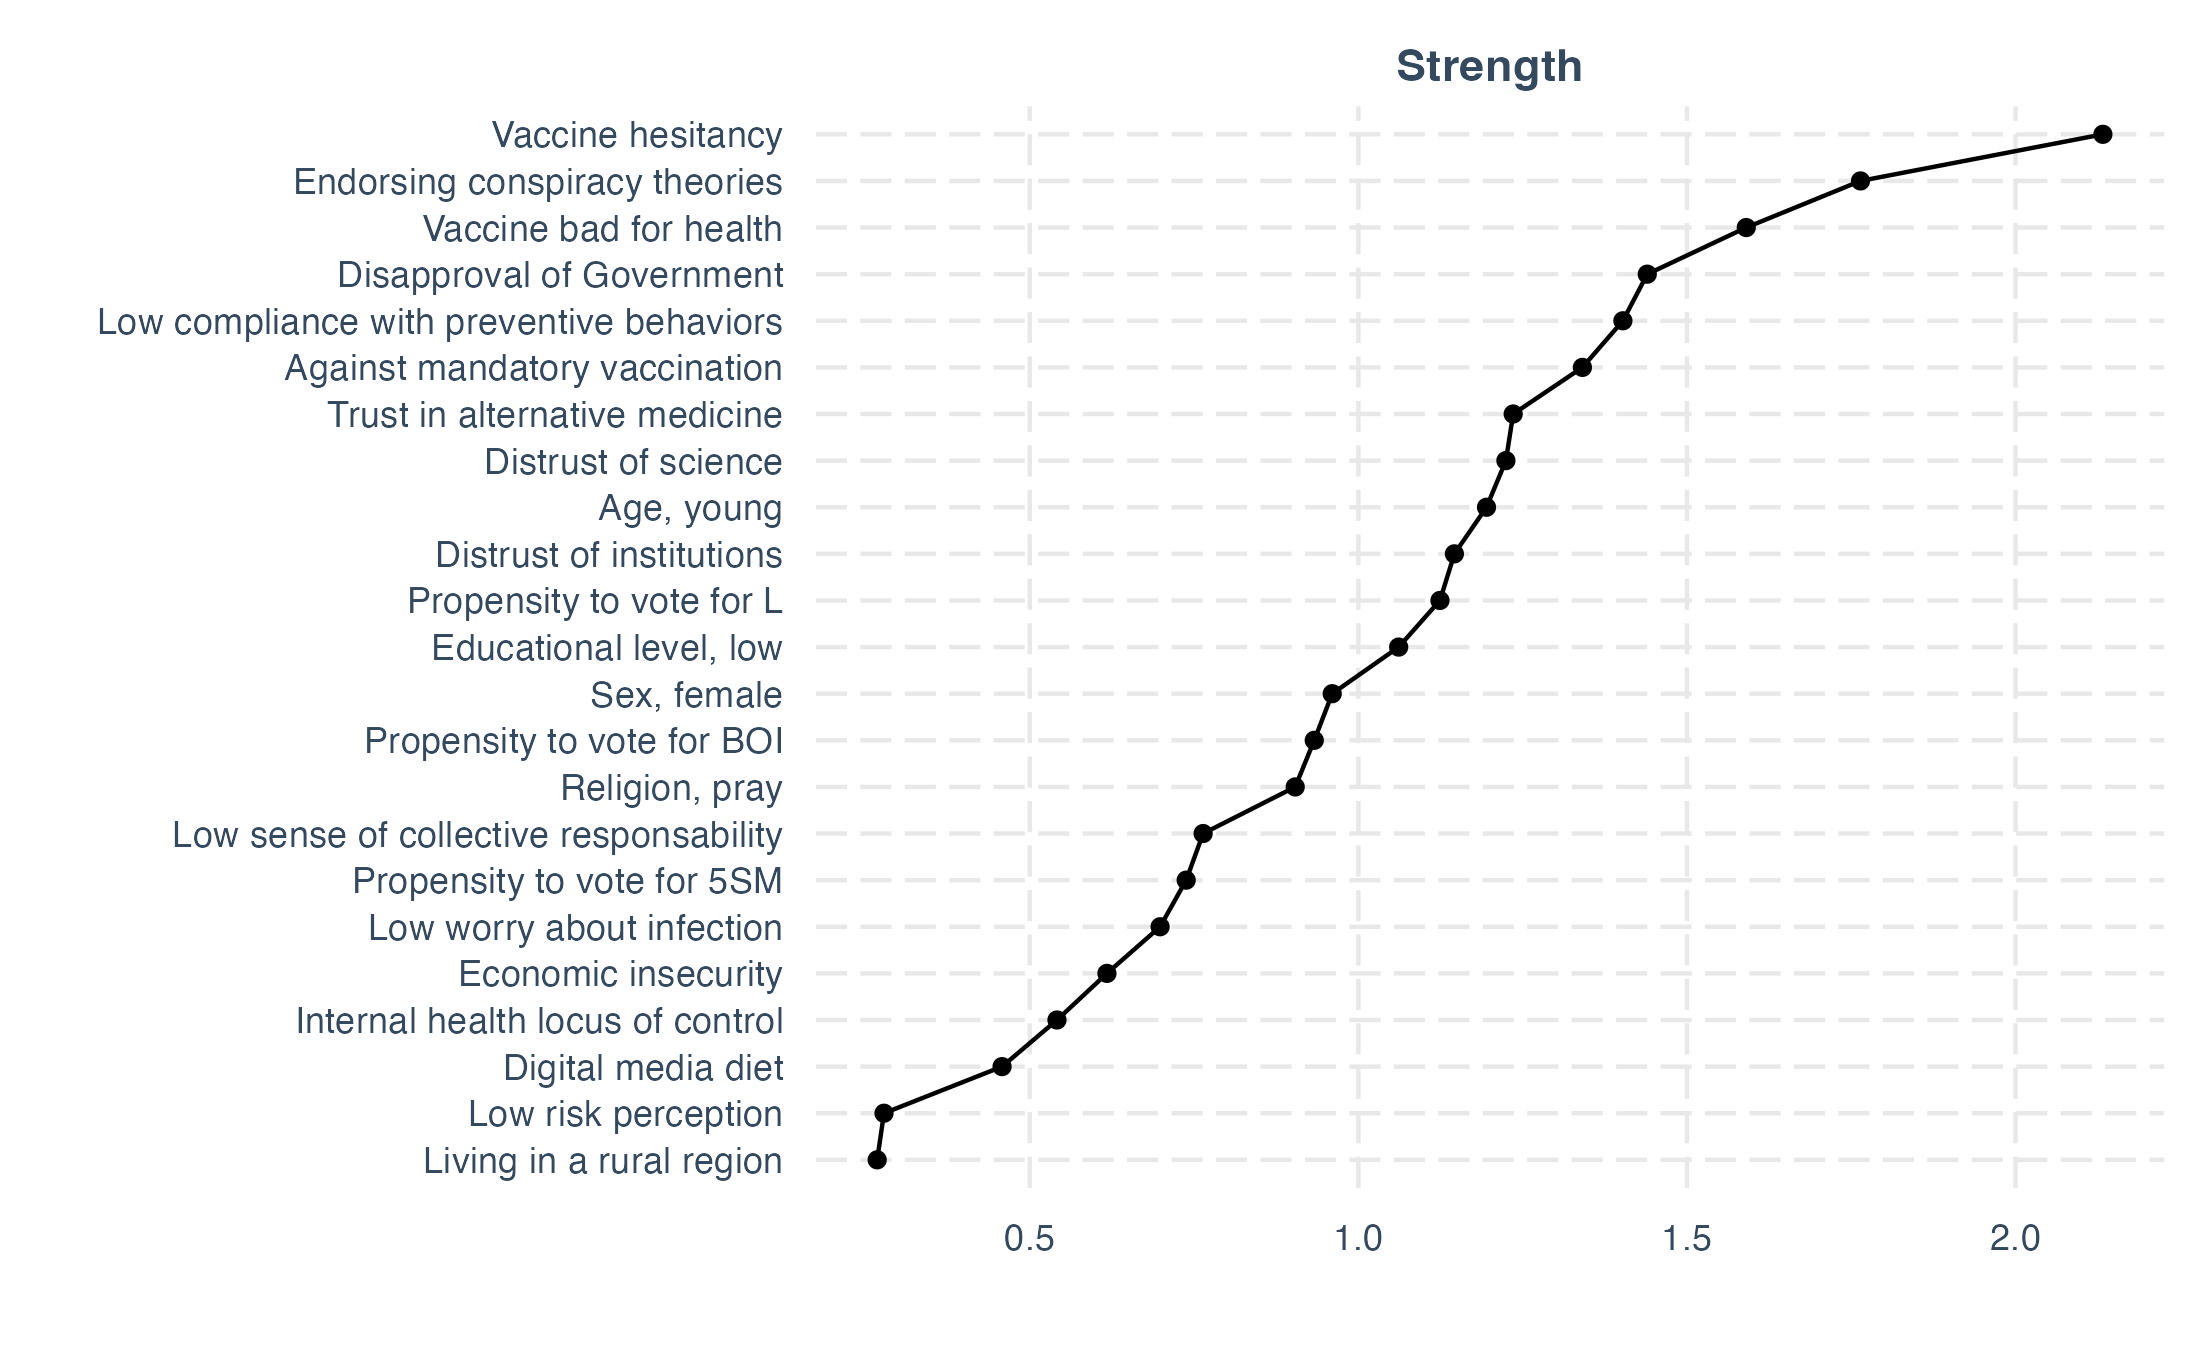 Strength
Vaccine hesitancy
Endorsing conspiracy theories
Vaccine bad for health
Disapproval of Government
Low compliance with preventive behaviors
Against mandatory vaccination
Trust in alternative medicine
Distrust of science
Age, young
Distrust of institutions
Propensity to vote for L
Educational level, low
Sex, female
Propensity to vote for BOI
Religion, pray
Low sense of collective responsability
Propensity to vote for 5SM
Low worry about infection
Economic insecurity
Internal health locus of control
Digital media diet
Low risk perception
Living in a rural region
0.5 1.0 1.5 2.0